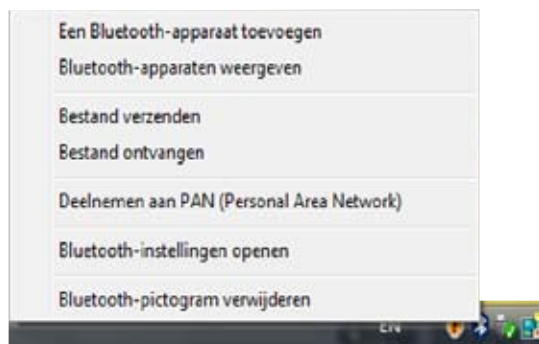 Een Bluetooth-apparaat toevoegen
Bluetooth-apparaten weergeven
Bestand verzenden
Bestand ontvangen
Deelnemen aan PAN (Personal Area Network)
Bluetooth-instellingen openen
Bluetooth-pictogram verwijderen
EN